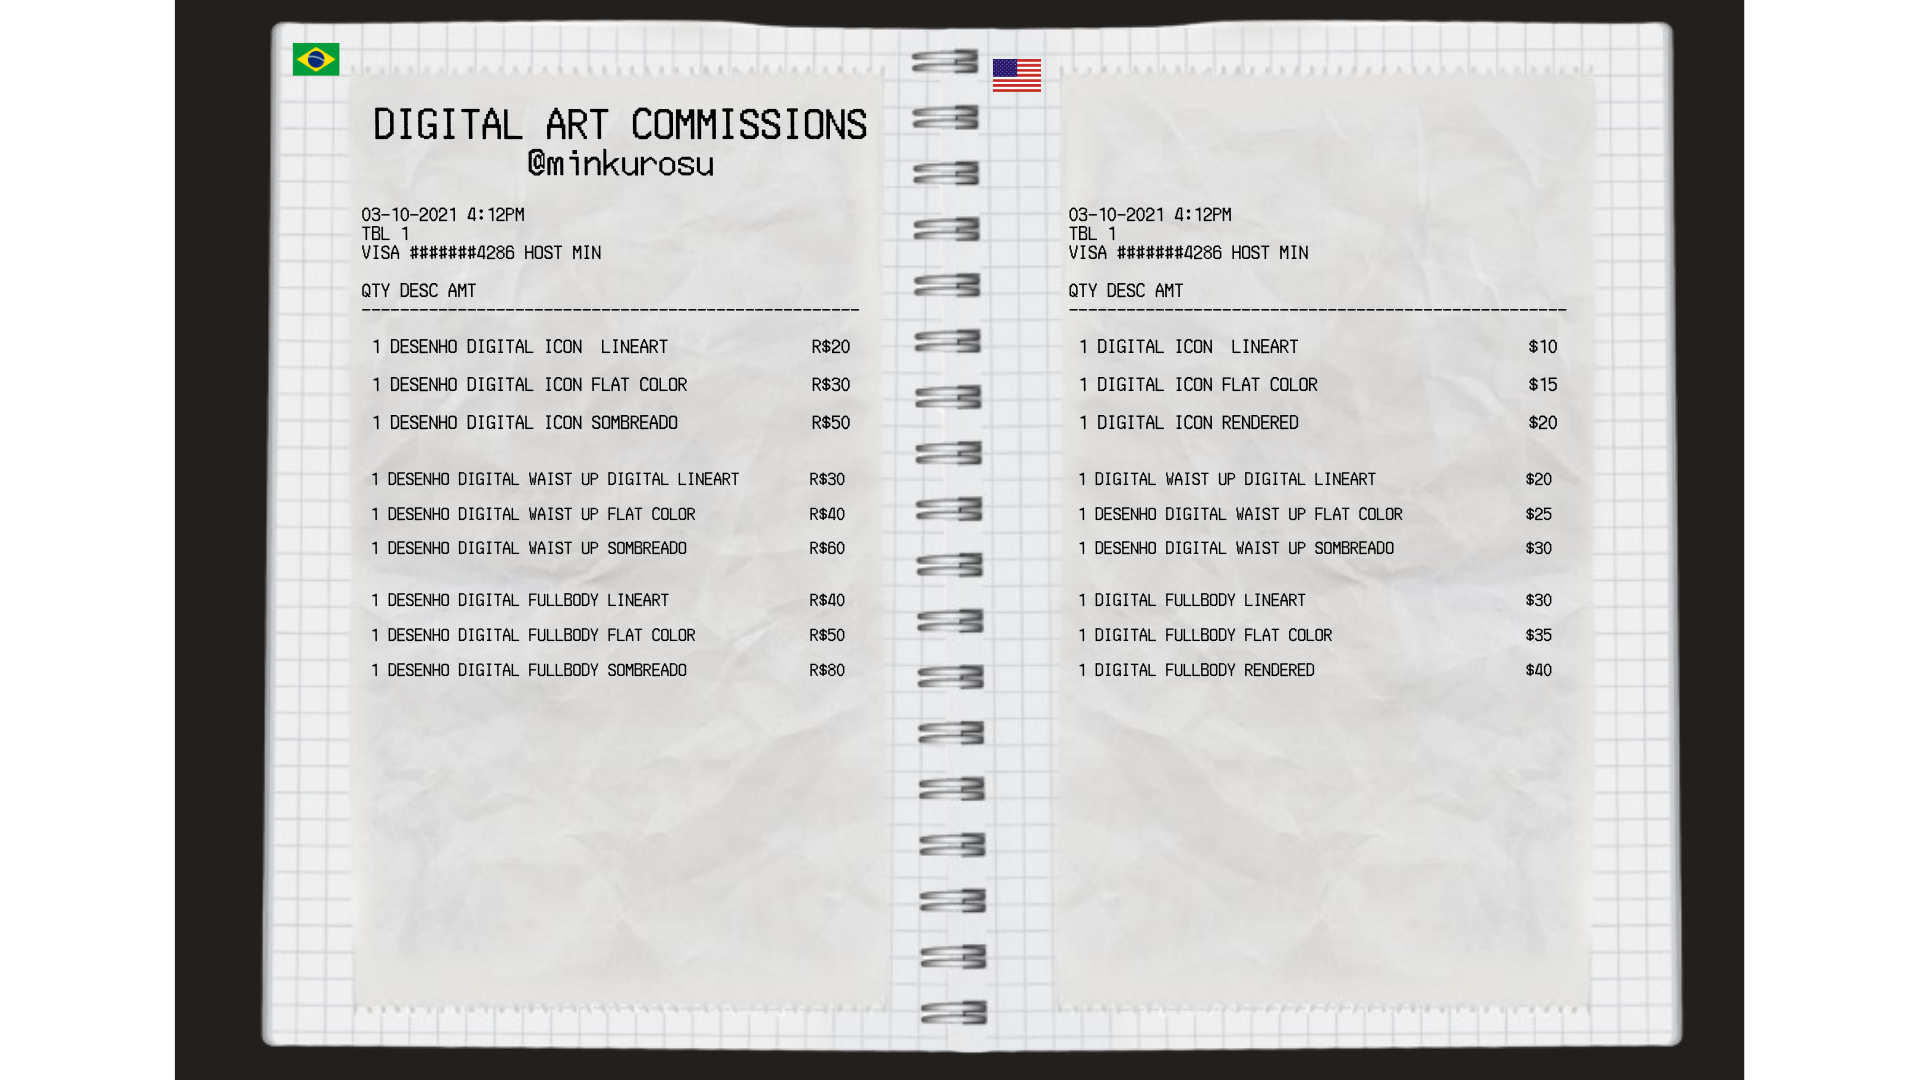 DIGITAL ART COMMISSIONS
@minkurosu
03-10-2021 4:12PM
TBL 1
VISA #######4286 HOST MIN
QTY DESC AMT
----------------------------------------------------
1 DESENHO DIGITAL ICON  LINEART R$20
1 DESENHO DIGITAL ICON FLAT COLOR R$30
1 DESENHO DIGITAL ICON SOMBREADO R$50
1 DESENHO DIGITAL WAIST UP DIGITAL LINEART R$30
1 DESENHO DIGITAL WAIST UP FLAT COLOR R$40
1 DESENHO DIGITAL WAIST UP SOMBREADO R$60
1 DESENHO DIGITAL FULLBODY LINEART R$40
1 DESENHO DIGITAL FULLBODY FLAT COLOR R$50
1 DESENHO DIGITAL FULLBODY SOMBREADO R$80
03-10-2021 4:12PM
TBL 1
VISA #######4286 HOST MIN
QTY DESC AMT
----------------------------------------------------
1 DIGITAL ICON  LINEART $10
1 DIGITAL ICON FLAT COLOR $15
1 DIGITAL ICON RENDERED $20
1 DIGITAL WAIST UP DIGITAL LINEART $20
1 DESENHO DIGITAL WAIST UP FLAT COLOR $25
1 DESENHO DIGITAL WAIST UP SOMBREADO $30
1 DIGITAL FULLBODY LINEART $30
1 DIGITAL FULLBODY FLAT COLOR $35
1 DIGITAL FULLBODY RENDERED $40